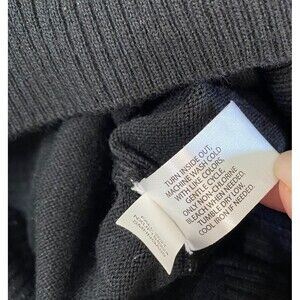 TURN INSIDE OUT,
MACHINE WASH COLD
WITH LIKE COLORS,
GENTLE CYCLE.
ONLY NON-CHLORINE
BLEACH WHEN NEEDED.
TUMBLE DRY LOW.
COOL IRON IF NEEDED.